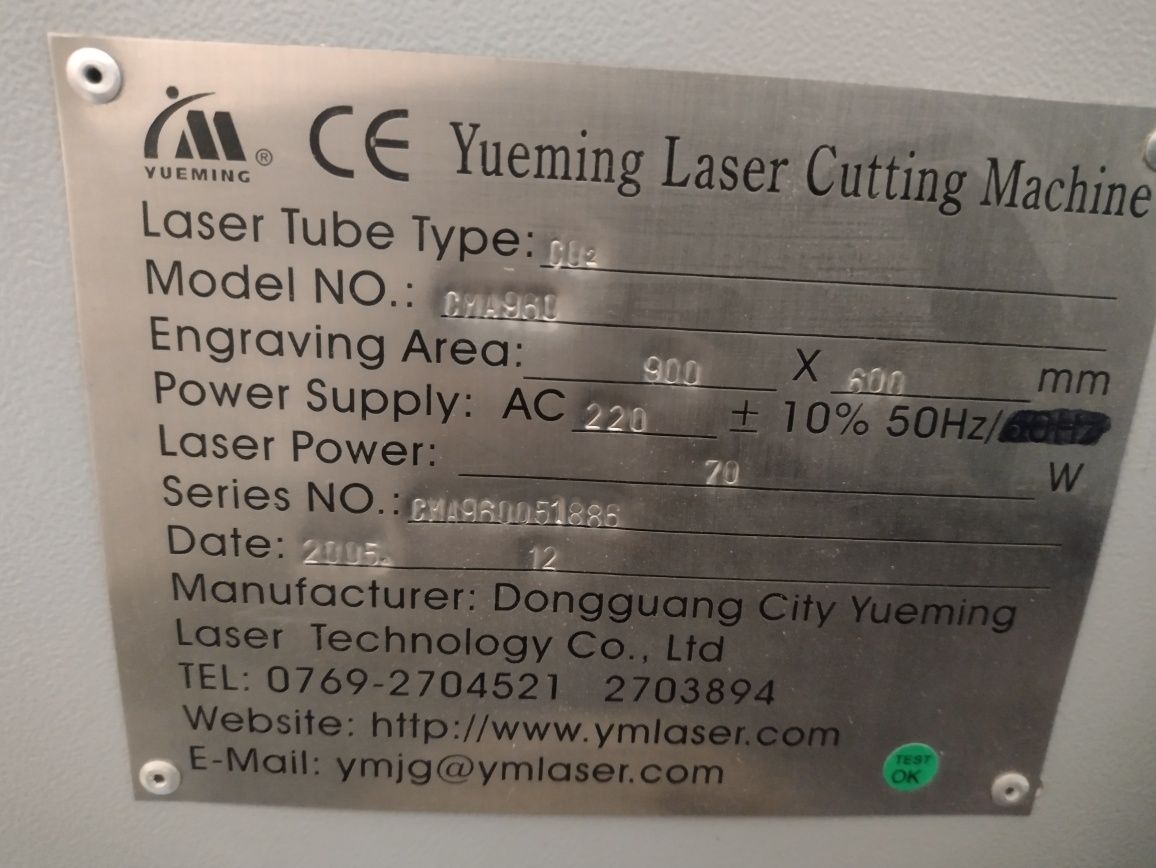 YUEMING ® CE Yueming Laser Cutting Machine
Laser Tube Type: CO2
Model NO.: CMA960
Engraving Area: 900 X 600 mm
Power Supply: AC 220 ± 10% 50Hz/60Hz
Laser Power: 70 W
Series NO.: CMA960051886
Date: 2005. 12
Manufacturer: Dongguang City Yueming
Laser Technology Co., Ltd
TEL: 0769-2704521 2703894
Website: http://www.ymlaser.com
E-Mail: ymjg@ymlaser.com
TEST
OK